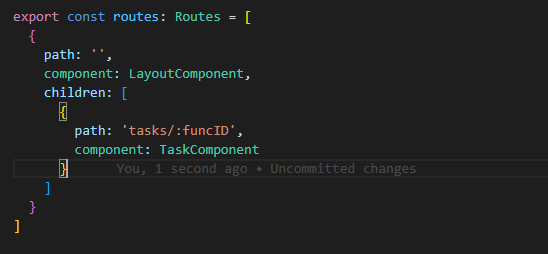 export const routes: Routes = [
  {
    path: '',
    component: LayoutComponent,
    children: [
      {
        path: 'tasks/:funcID',
        component: TaskComponent
      }          You, 1 second ago • Uncommitted changes
    ]
  }
]